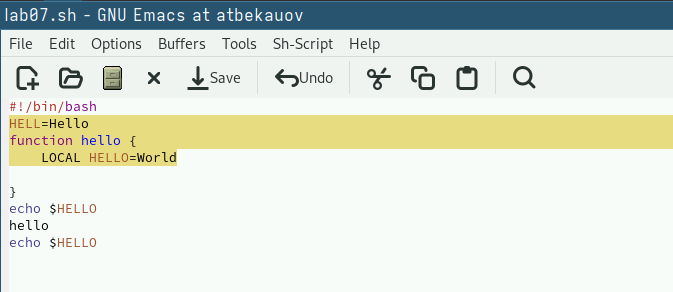 lab07.sh - GNU Emacs at atbekauov
File Edit Options Buffers Tools Sh-Script Help
Save Undo
#!/bin/bash
HELL=Hello
function hello {
    LOCAL HELLO=World
}
echo $HELLO
hello
echo $HELLO